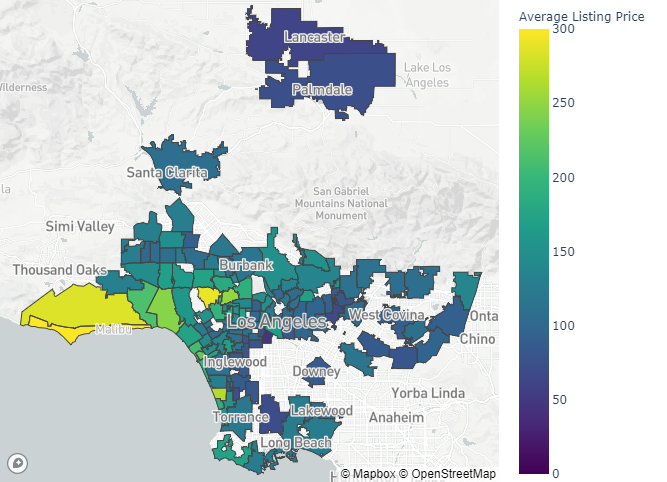 Average Listing Price
300
250
200
150
100
50
0
Lancaster
Lake Los
Angeles
Palmdale
Wilderness
Santa Clarita
San Gabriel
Mountains National
Monument
la
Simi Valley
Thousand Oaks
Burbank
Malibu
Los Angeles
West Covina
Onta
Chino
Inglewood
Downey
Yorba Linda
Lakewood
Torrance
Anaheim
Long Beach
© Mapbox © OpenStreetMap